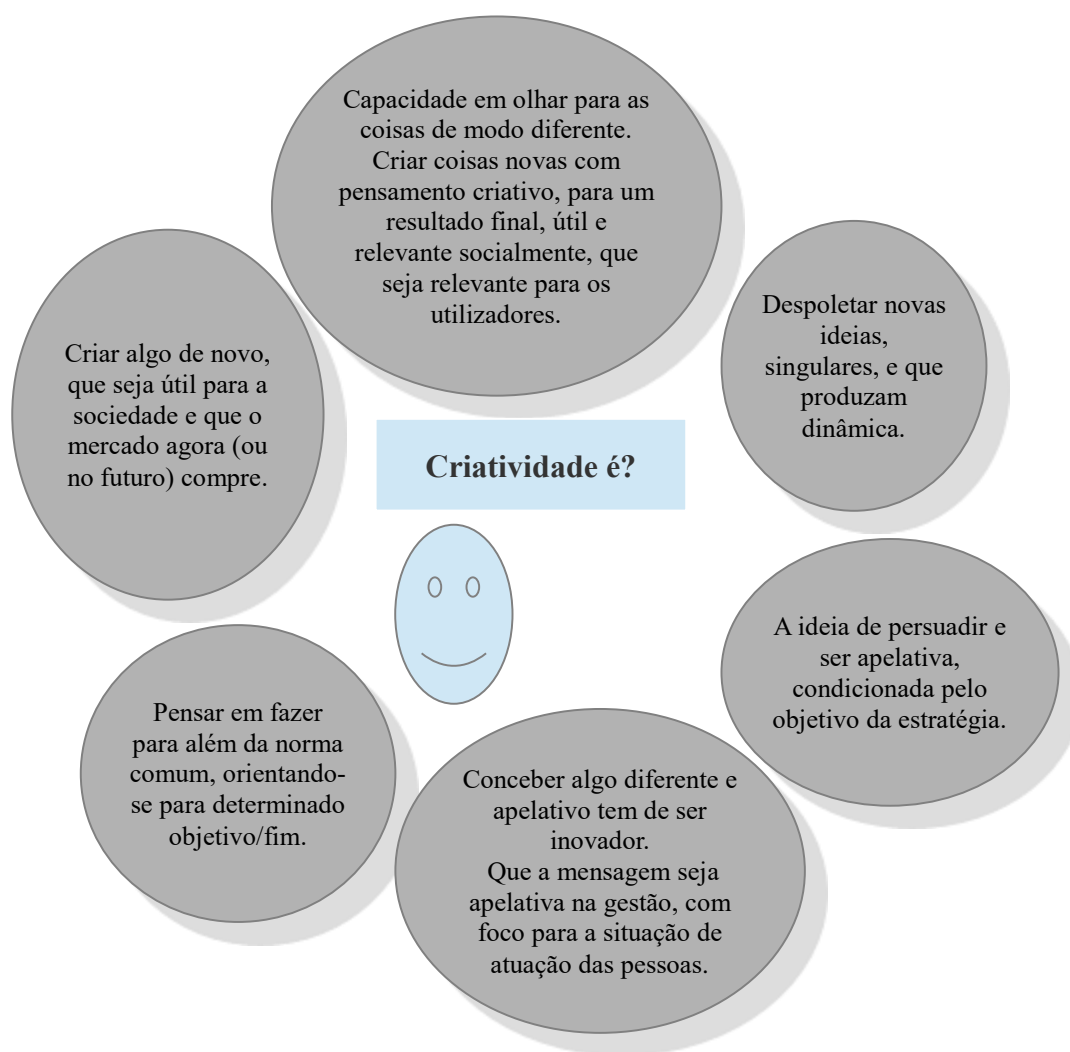 Capacidade em olhar para as
coisas de modo diferente.
Criar coisas novas com
pensamento criativo, para um
resultado final, útil e
relevante socialmente, que
seja relevante para os
utilizadores.
Despoletar novas
ideias,
singulares, e que
produzam
dinâmica.
Criar algo de novo,
que seja útil para a
sociedade e que o
mercado agora (ou
no futuro) compre.
Criatividade é?
A ideia de persuadir e
ser apelativa,
condicionada pelo
objetivo da estratégia.
Pensar em fazer
para além da norma
comum, orientando-
se para determinado
objetivo/fim.
Conceber algo diferente e
apelativo tem de ser
inovador.
Que a mensagem seja
apelativa na gestão, com
foco para a situação de
atuação das pessoas.